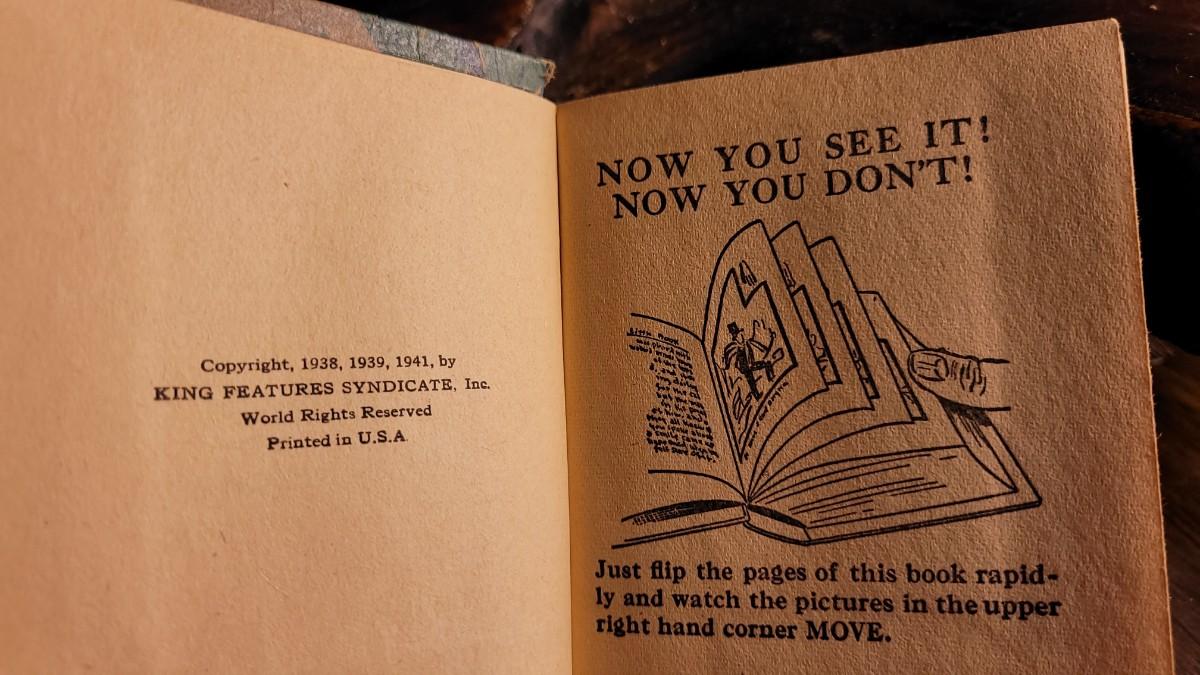 Copyright, 1938, 1939, 1941, by
KING FEATURES SYNDICATE, Inc.
World Rights Reserved
Printed in U.S.A.
NOW YOU SEE IT!
NOW YOU DON'T!
Just flip the pages of this book rapid-
ly and watch the pictures in the upper
right hand corner MOVE.